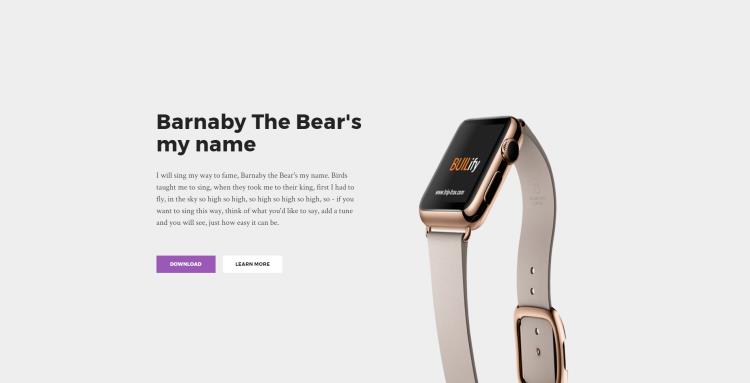 Barnaby The Bear's
my name
I will sing my way to fame, Barnaby the Bear's my name. Birds
taught me to sing, when they took me to their king, first I had to
fly, in the sky so high so high, so high so high so high, so - if you
want to sing this way, think of what you'd like to say, add a tune
and you will see, just how easy it can be.
DOWNLOAD
LEARN MORE
BUILify